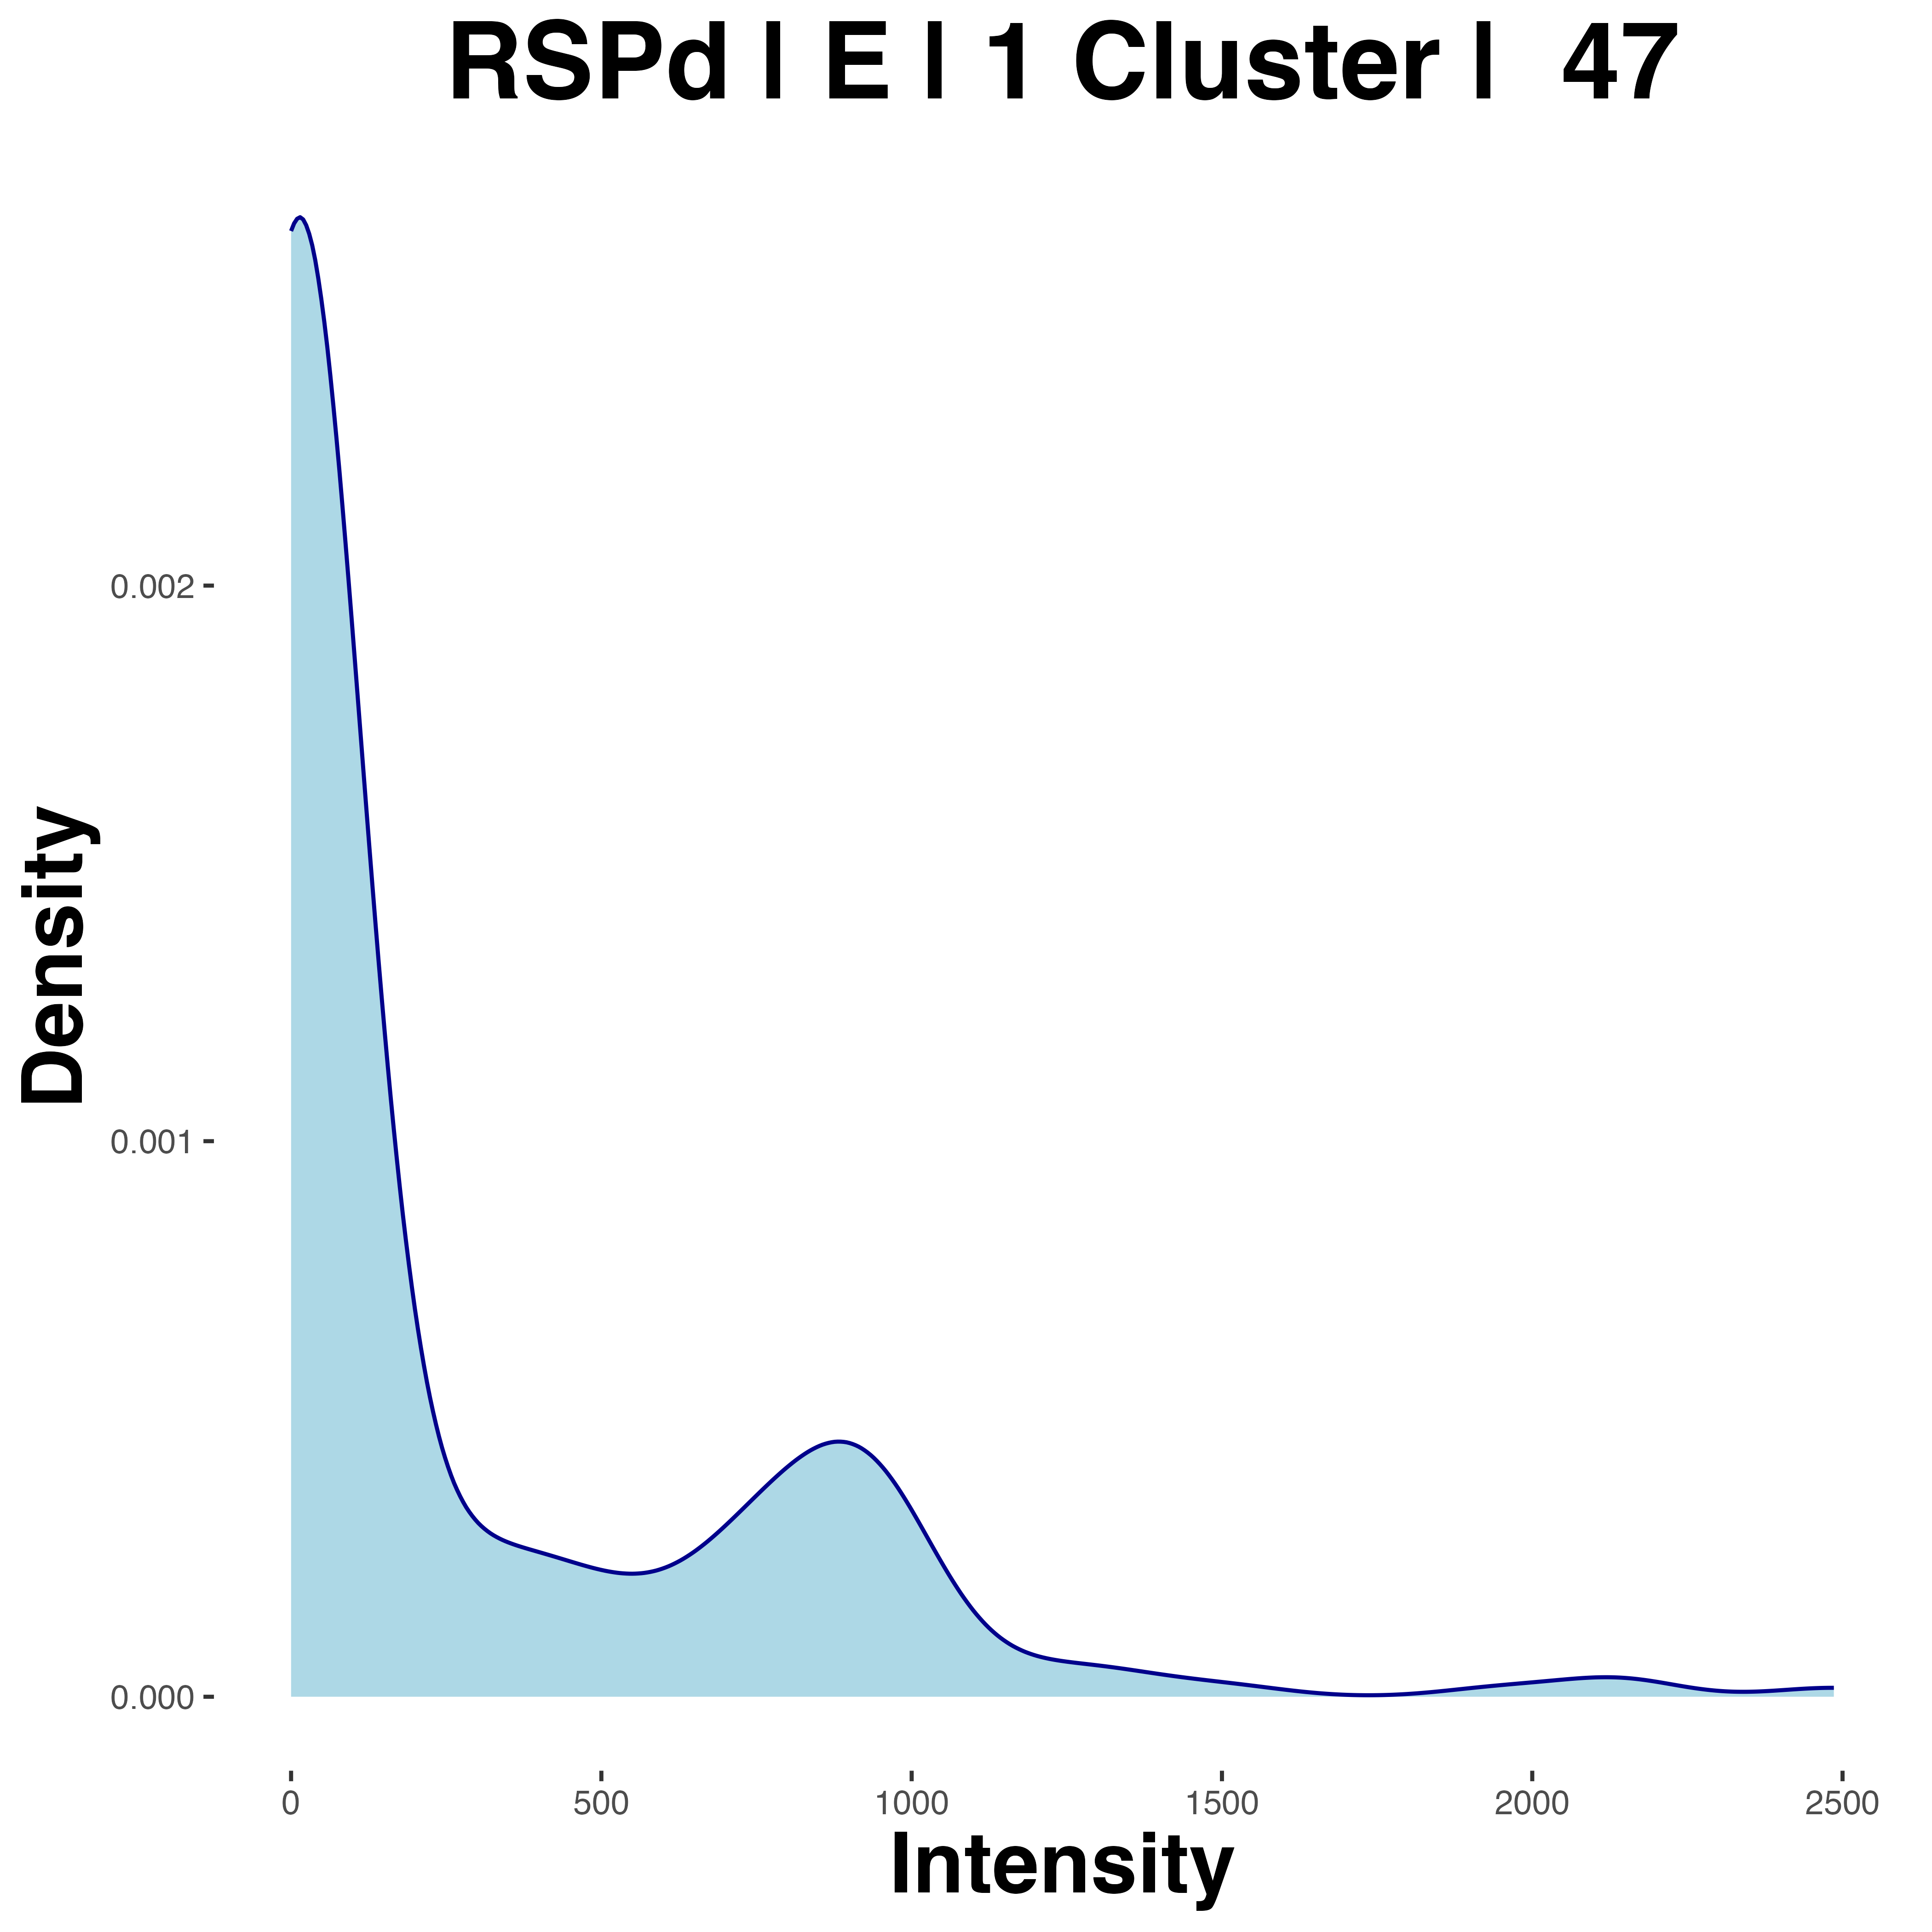 RSPd | E | 1 Cluster | 47
Density
0.002
0.001
0.000
0 500 1000 1500 2000 2500
Intensity